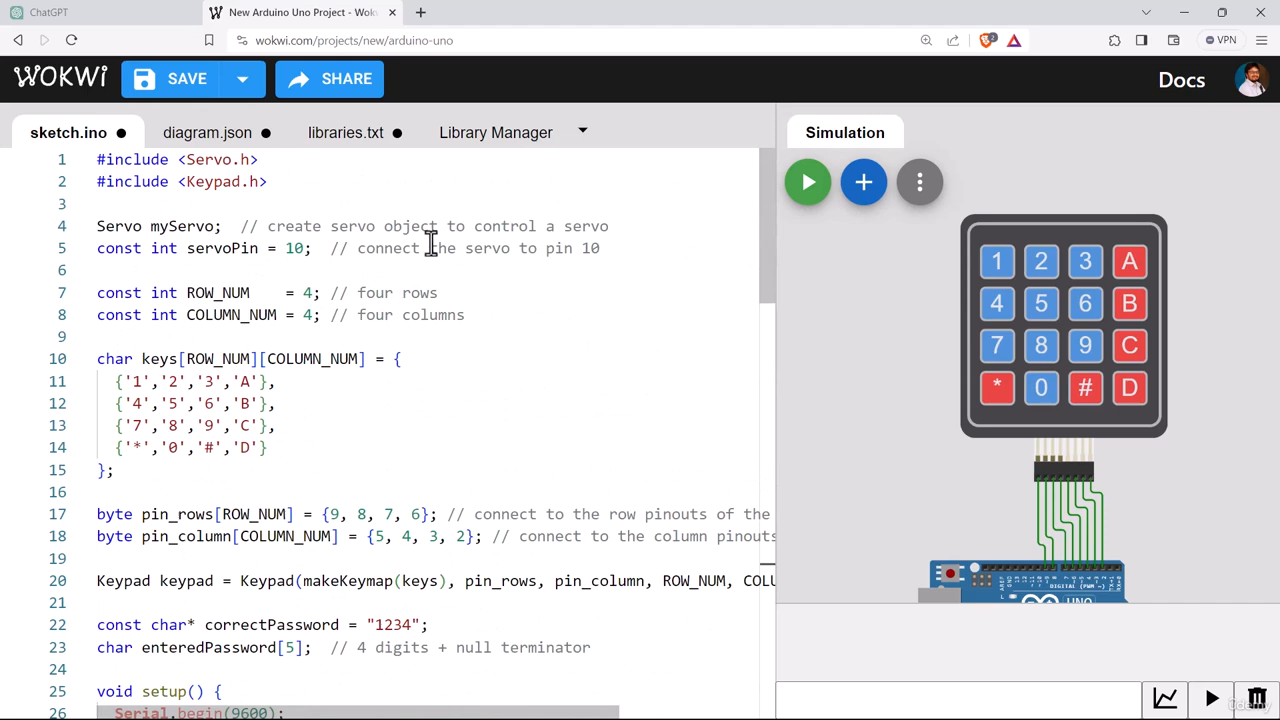 ChatGPT
New Arduino Uno Project - Wok
wokwi.com/projects/new/arduino-uno
2
VPN
WOKWi
SAVE
SHARE
Docs
sketch.ino
diagram.json
libraries.txt
Library Manager
Simulation
1 #include <Servo.h>
2 #include <Keypad.h>
3
4 Servo myServo;  // create servo object to control a servo
5 const int servoPin = 10;  // connect the servo to pin 10
6
7 const int ROW_NUM    = 4; // four rows
8 const int COLUMN_NUM = 4; // four columns
9
10 char keys[ROW_NUM][COLUMN_NUM] = {
11   {'1','2','3','A'},
12   {'4','5','6','B'},
13   {'7','8','9','C'},
14   {'*','0','#','D'}
15 };
16
17 byte pin_rows[ROW_NUM] = {9, 8, 7, 6}; // connect to the row pinouts of the
18 byte pin_column[COLUMN_NUM] = {5, 4, 3, 2}; // connect to the column pinouts
19
20 Keypad keypad = Keypad(makeKeymap(keys), pin_rows, pin_column, ROW_NUM, COLU
21
22 const char* correctPassword = "1234";
23 char enteredPassword[5];  // 4 digits + null terminator
24
25 void setup() {
26   Serial.begin(9600);
1 2 3 A
4 5 6 B
7 8 9 C
* 0 # D
DIGITAL (PWM ~)
UNO
Udemy